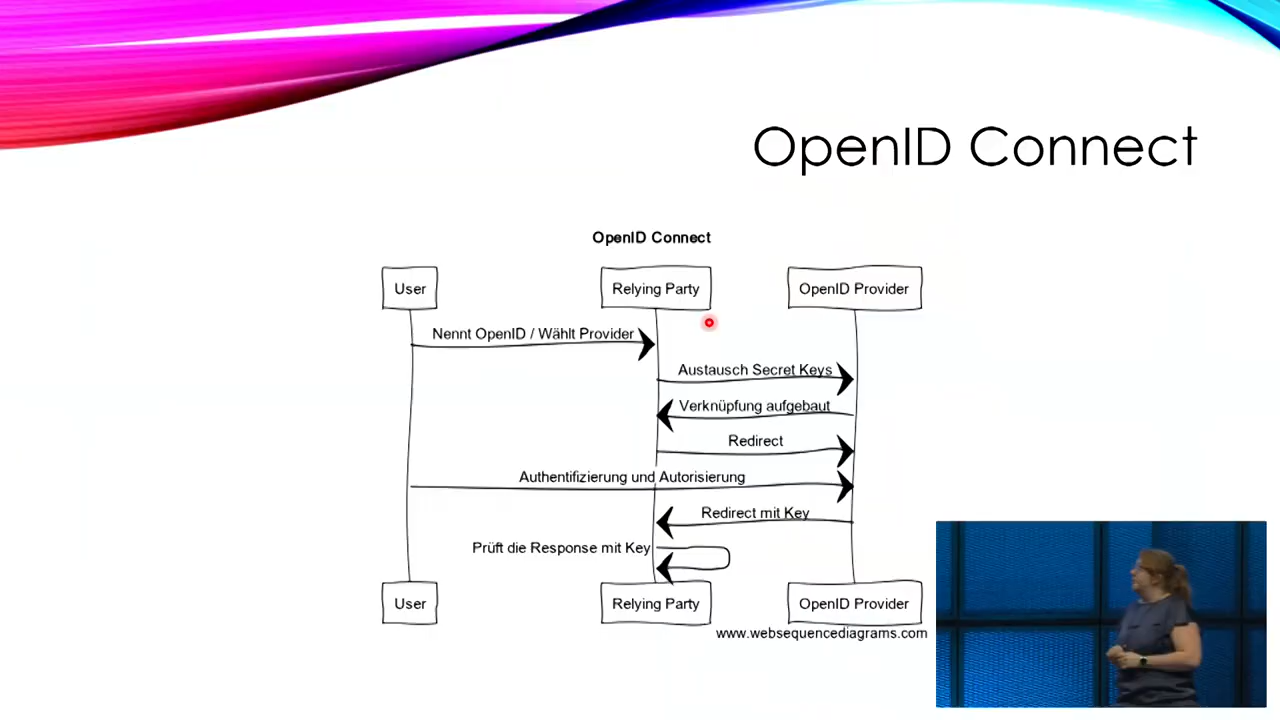 OpenID Connect
OpenID Connect
User
Relying Party
OpenID Provider
Nennt OpenID / Wählt Provider
Austausch Secret Keys
Verknüpfung aufgebaut
Redirect
Authentifizierung und Autorisierung
Redirect mit Key
Prüft die Response mit Key
User
Relying Party
OpenID Provider
www.websequencediagrams.com